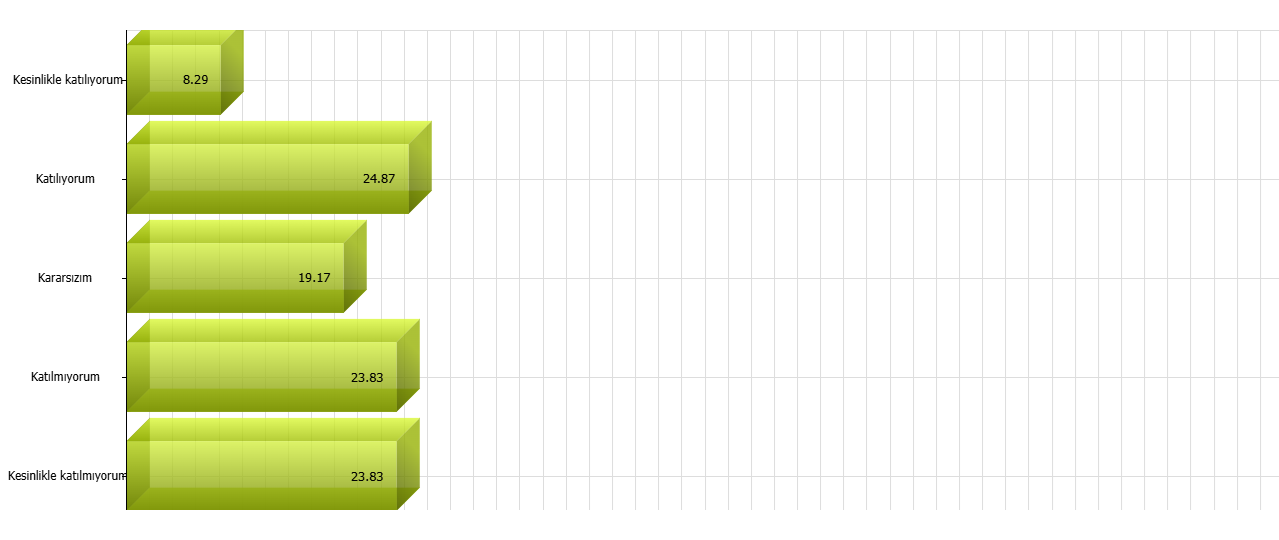 Kesinlikle katılıyorum
8.29
Katılıyorum
24.87
Kararsızım
19.17
Katılmıyorum
23.83
Kesinlikle katılmıyorum
23.83